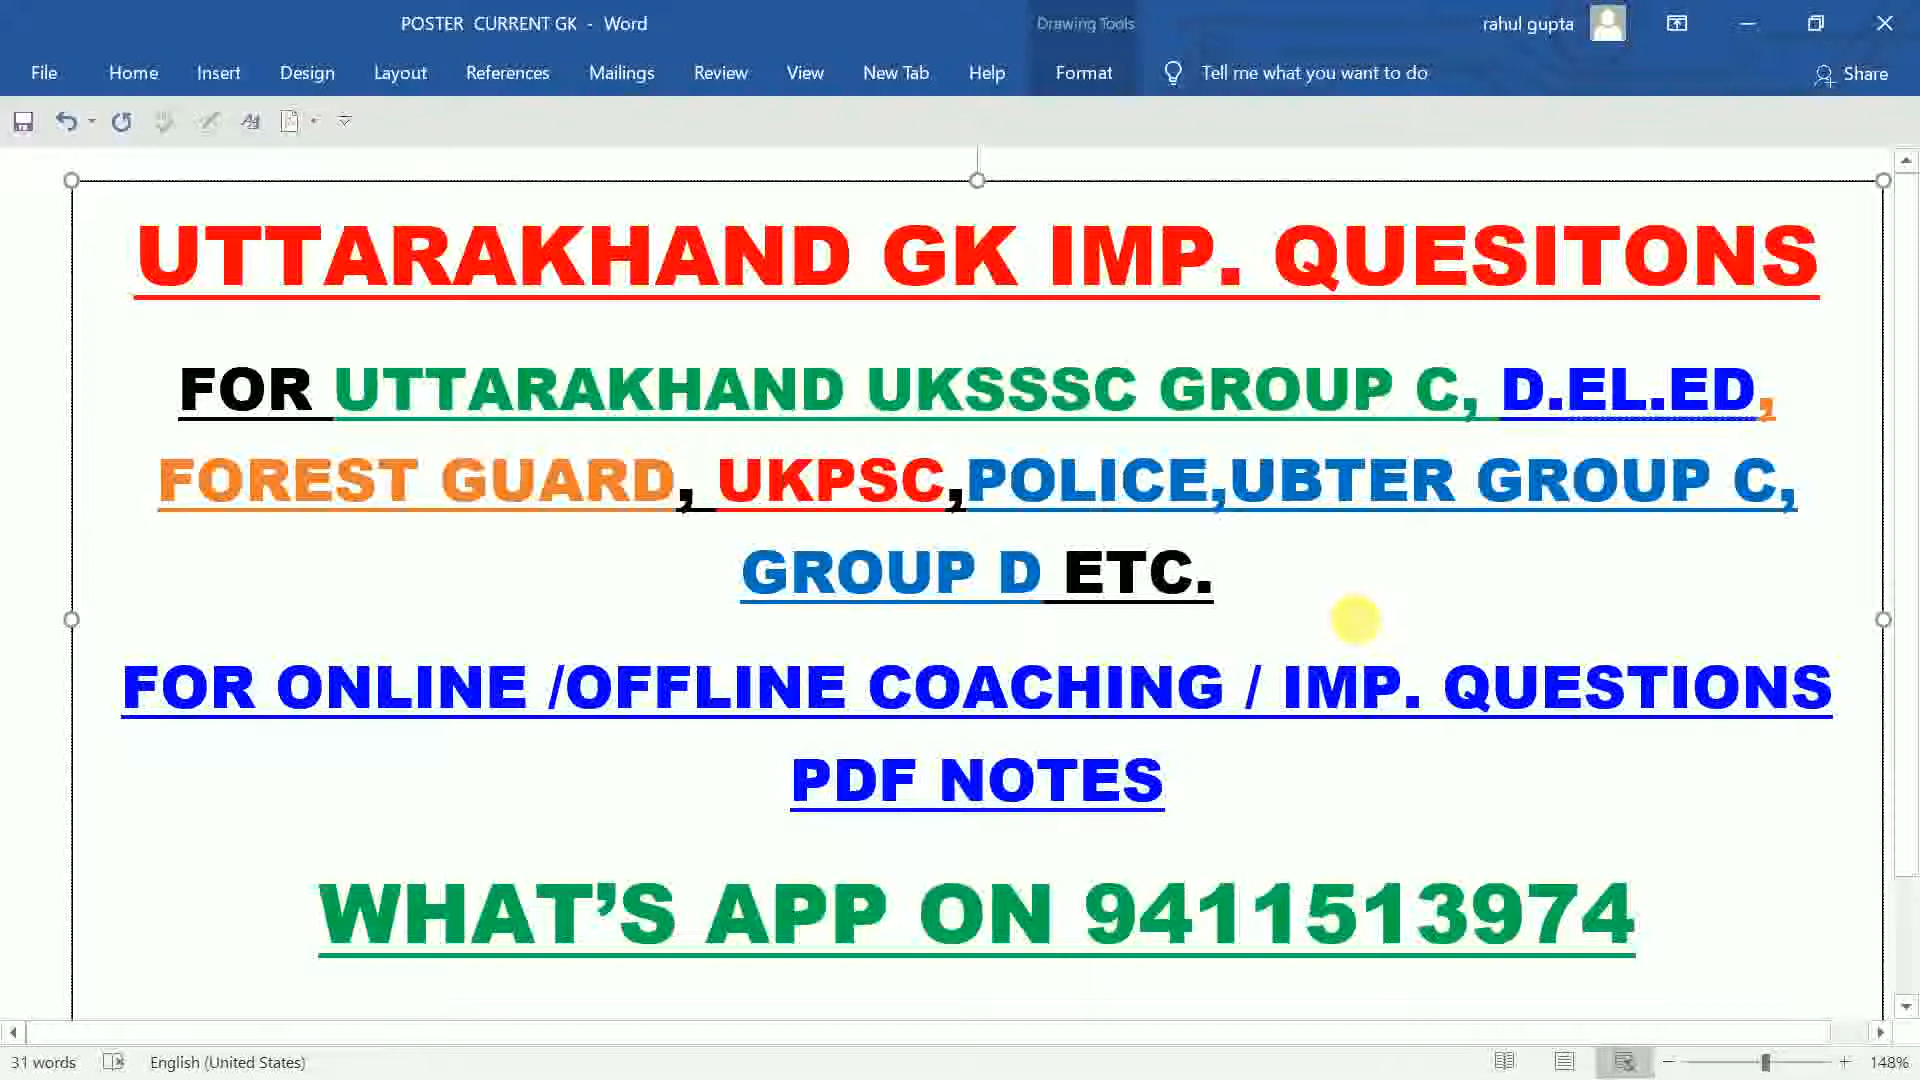 POSTER CURRENT GK - Word
Drawing Tools
rahul gupta
File Home Insert Design Layout References Mailings Review View New Tab Help Format Tell me what you want to do Share
UTTARAKHAND GK IMP. QUESITONS
FOR UTTARAKHAND UKSSSC GROUP C, D.EL.ED,
FOREST GUARD, UKPSC,POLICE,UBTER GROUP C,
GROUP D ETC.
FOR ONLINE /OFFLINE COACHING / IMP. QUESTIONS
PDF NOTES
WHAT’S APP ON 9411513974
31 words English (United States) 148%